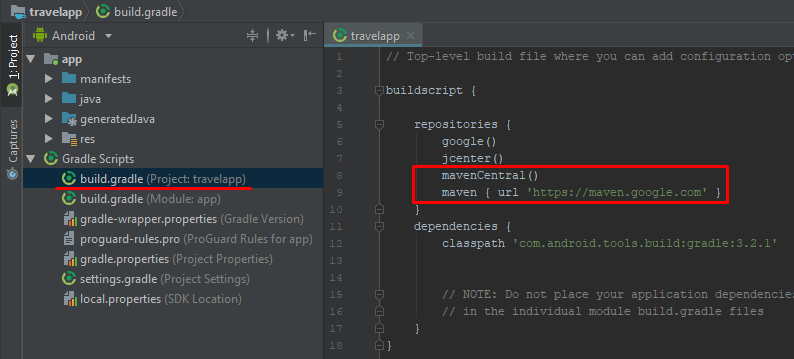 travelapp build.gradle
1: Project
Captures
Android
app
manifests
java
generatedJava
res
Gradle Scripts
build.gradle (Project: travelapp)
build.gradle (Module: app)
gradle-wrapper.properties (Gradle Version)
proguard-rules.pro (ProGuard Rules for app)
gradle.properties (Project Properties)
settings.gradle (Project Settings)
local.properties (SDK Location)
travelapp
1 // Top-level build file where you can add configuration opt
2
3 buildscript {
4
5 repositories {
6 google()
7 jcenter()
8 mavenCentral()
9 maven { url 'https://maven.google.com' }
10 }
11 dependencies {
12 classpath 'com.android.tools.build:gradle:3.2.1'
13
14
15 // NOTE: Do not place your application dependencies
16 // in the individual module build.gradle files
17 }
18 }